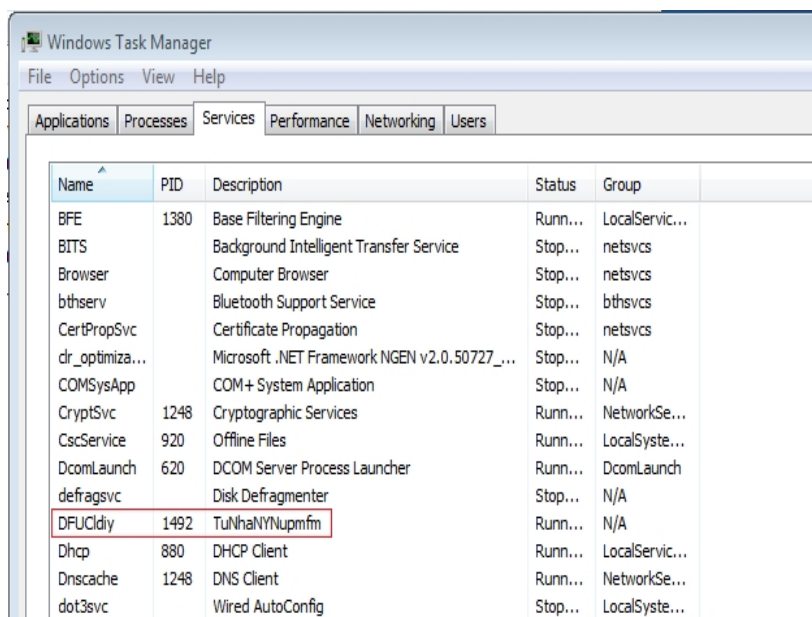 Windows Task Manager
File Options View Help
Applications Processes Services Performance Networking Users
Name PID Description Status Group
BFE 1380 Base Filtering Engine Runn... LocalServic...
BITS Background Intelligent Transfer Service Stop... netsvcs
Browser Computer Browser Stop... netsvcs
bthserv Bluetooth Support Service Stop... bthsvcs
CertPropSvc Certificate Propagation Stop... netsvcs
clr_optimiza... Microsoft .NET Framework NGEN v2.0.50727_... Stop... N/A
COMSysApp COM+ System Application Stop... N/A
CryptSvc 1248 Cryptographic Services Runn... NetworkSe...
CscService 920 Offline Files Runn... LocalSyste...
DcomLaunch 620 DCOM Server Process Launcher Runn... DcomLaunch
defragsvc Disk Defragmenter Stop... N/A
DFUCldiy 1492 TuNhaNYNupmfm Runn... N/A
Dhcp 880 DHCP Client Runn... LocalServic...
Dnscache 1248 DNS Client Runn... NetworkSe...
dot3svc Wired AutoConfig Stop... LocalSyste...